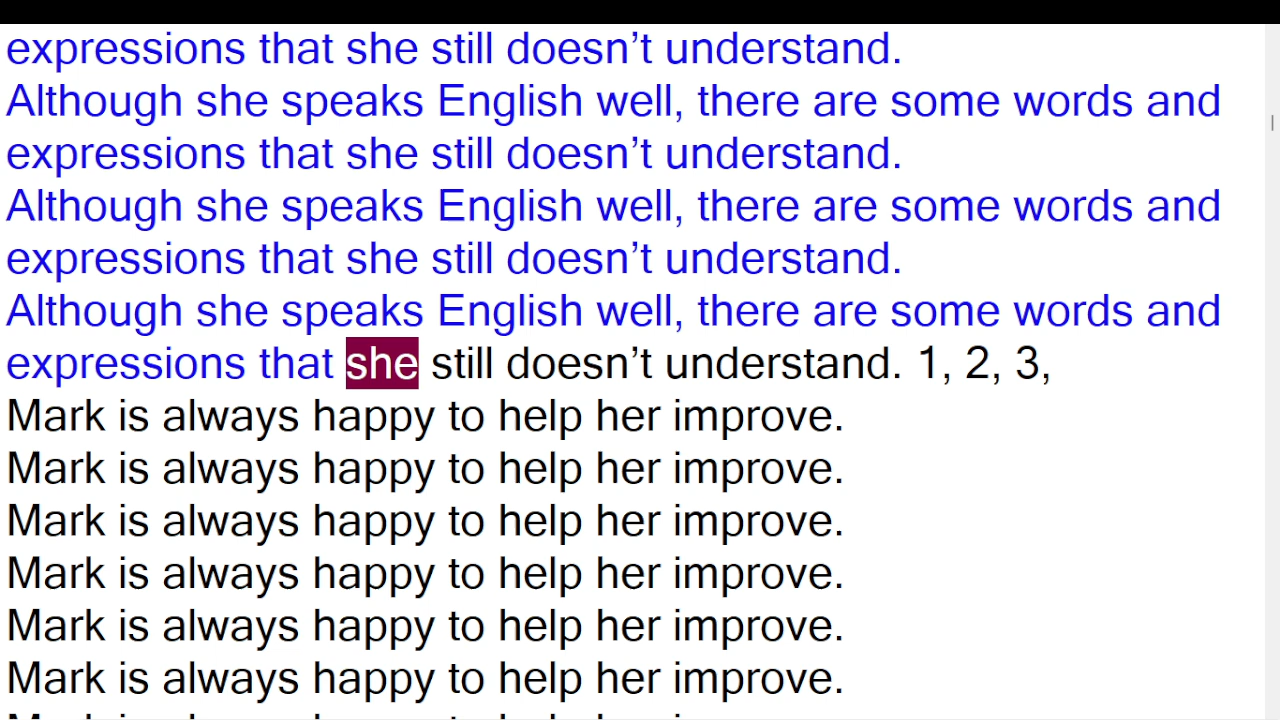 expressions that she still doesn’t understand.
Although she speaks English well, there are some words and
expressions that she still doesn’t understand.
Although she speaks English well, there are some words and
expressions that she still doesn’t understand.
Although she speaks English well, there are some words and
expressions that she still doesn’t understand. 1, 2, 3,
Mark is always happy to help her improve.
Mark is always happy to help her improve.
Mark is always happy to help her improve.
Mark is always happy to help her improve.
Mark is always happy to help her improve.
Mark is always happy to help her improve.